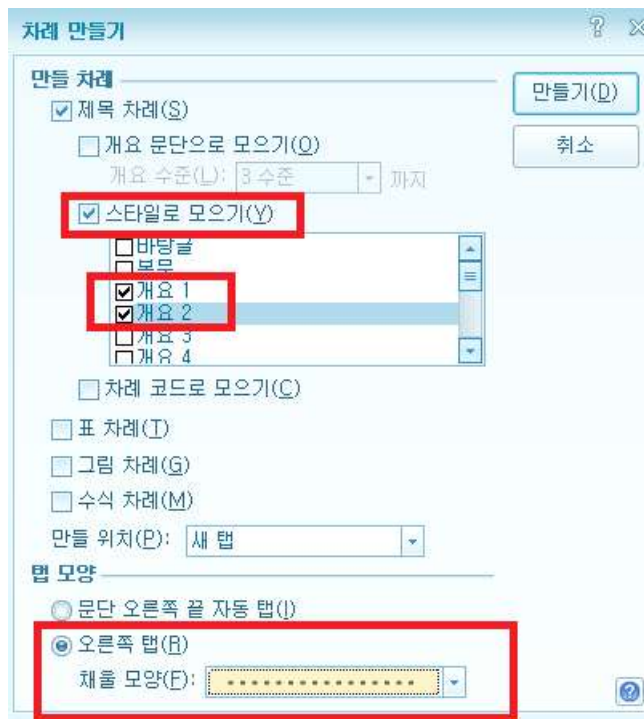 차례 만들기
만들 차례
제목 차례(S)
개요 문단으로 모으기(O)
개요 수준(L): 3 수준 까지
스타일로 모으기(Y)
바탕글
본문
개요 1
개요 2
개요 3
개요 4
차례 코드로 모으기(C)
표 차례(T)
그림 차례(G)
수식 차례(M)
만들 위치(P): 새 탭
탭 모양
문단 오른쪽 끝 자동 탭(I)
오른쪽 탭(R)
채울 모양(F):
만들기(D)
취소